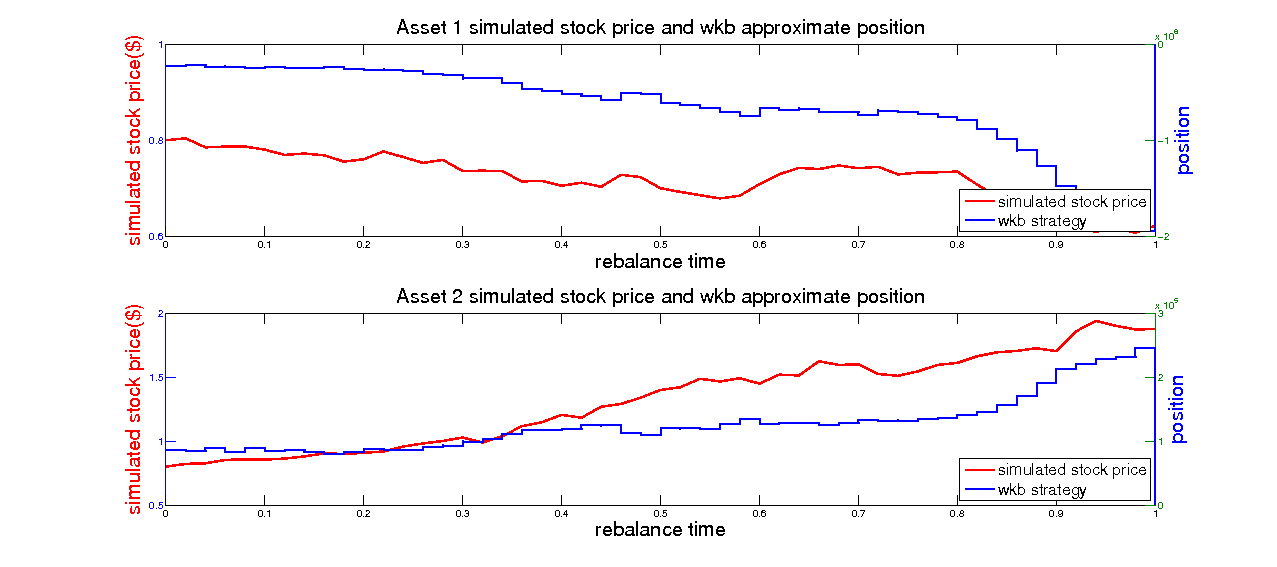 Asset 1 simulated stock price and wkb approximate position
x 10
simulated stock price($)
1
0.8
0.6
0
−1
−2
position
simulated stock price
wkb strategy
0 0.1 0.2 0.3 0.4 0.5 0.6 0.7 0.8 0.9 1
rebalance time
Asset 2 simulated stock price and wkb approximate position
x 10
simulated stock price($)
2
1.5
1
0.5
3
2
1
0
position
simulated stock price
wkb strategy
0 0.1 0.2 0.3 0.4 0.5 0.6 0.7 0.8 0.9 1
rebalance time